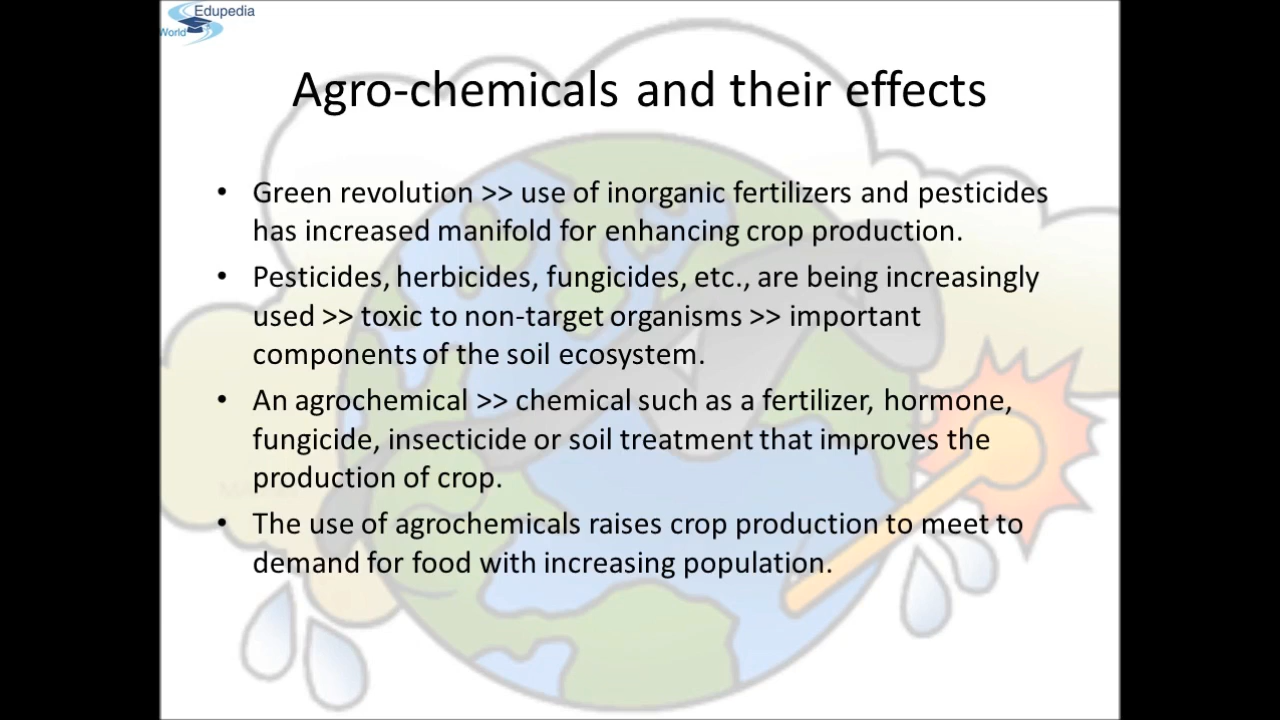 Edupedia
World
Agro-chemicals and their effects
• Green revolution >> use of inorganic fertilizers and pesticides
has increased manifold for enhancing crop production.
• Pesticides, herbicides, fungicides, etc., are being increasingly
used >> toxic to non-target organisms >> important
components of the soil ecosystem.
• An agrochemical >> chemical such as a fertilizer, hormone,
fungicide, insecticide or soil treatment that improves the
production of crop.
• The use of agrochemicals raises crop production to meet to
demand for food with increasing population.